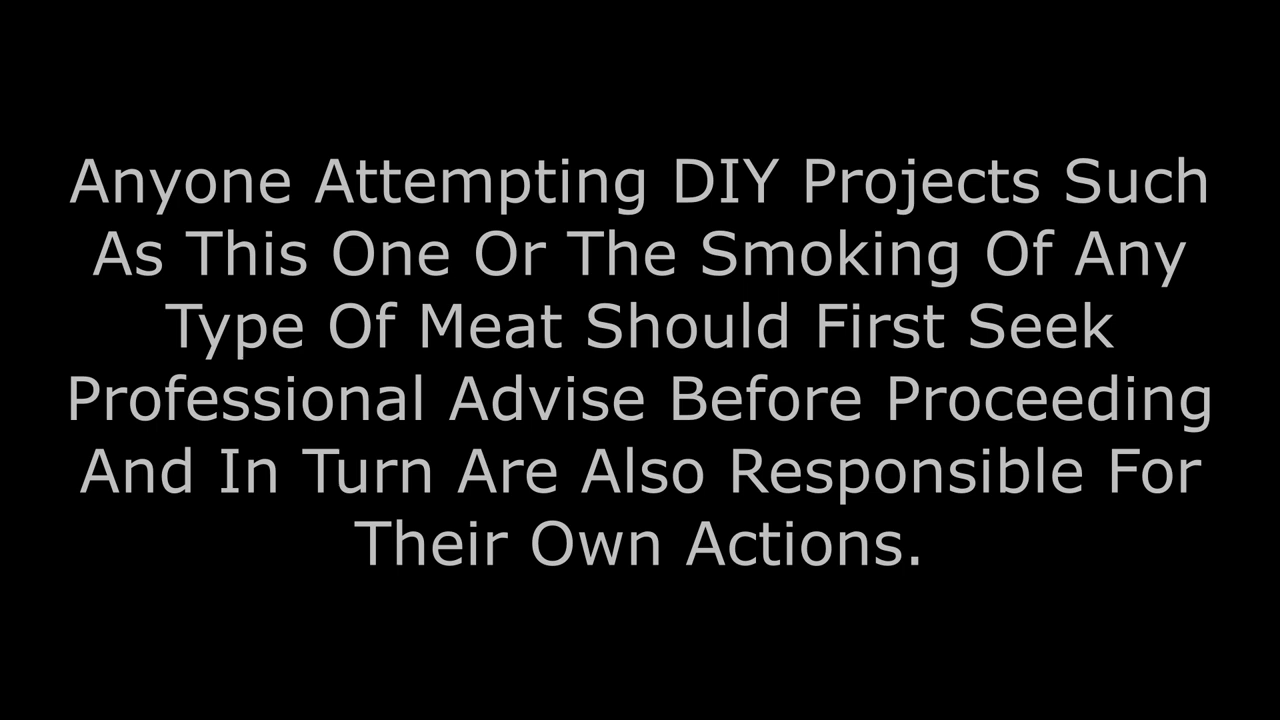 Anyone Attempting DIY Projects Such
As This One Or The Smoking Of Any
Type Of Meat Should First Seek
Professional Advise Before Proceeding
And In Turn Are Also Responsible For
Their Own Actions.